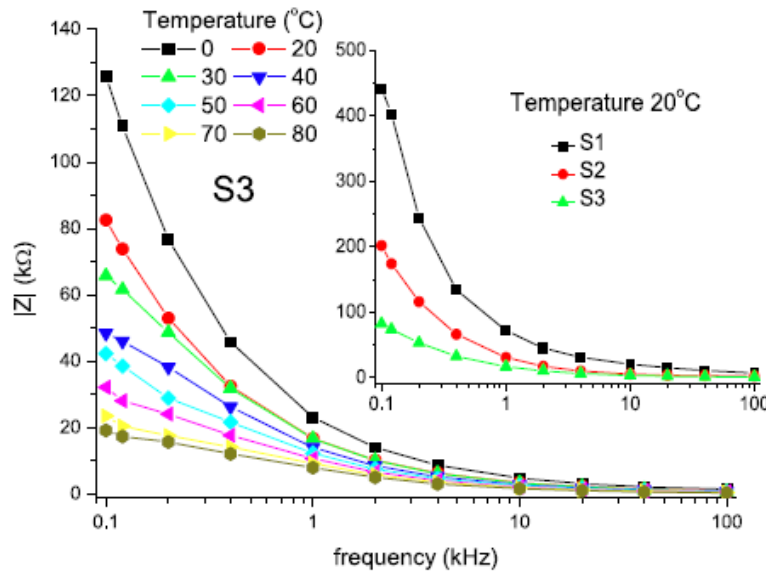 Temperature (°C)
0 20
30 40
50 60
70 80
S3
140
120
100
80
60
40
20
0
|Z| (kΩ)
0,1 1 10 100
frequency (kHz)
Temperature 20°C
S1
S2
S3
500
400
300
200
100
0
0.1 1 10 100